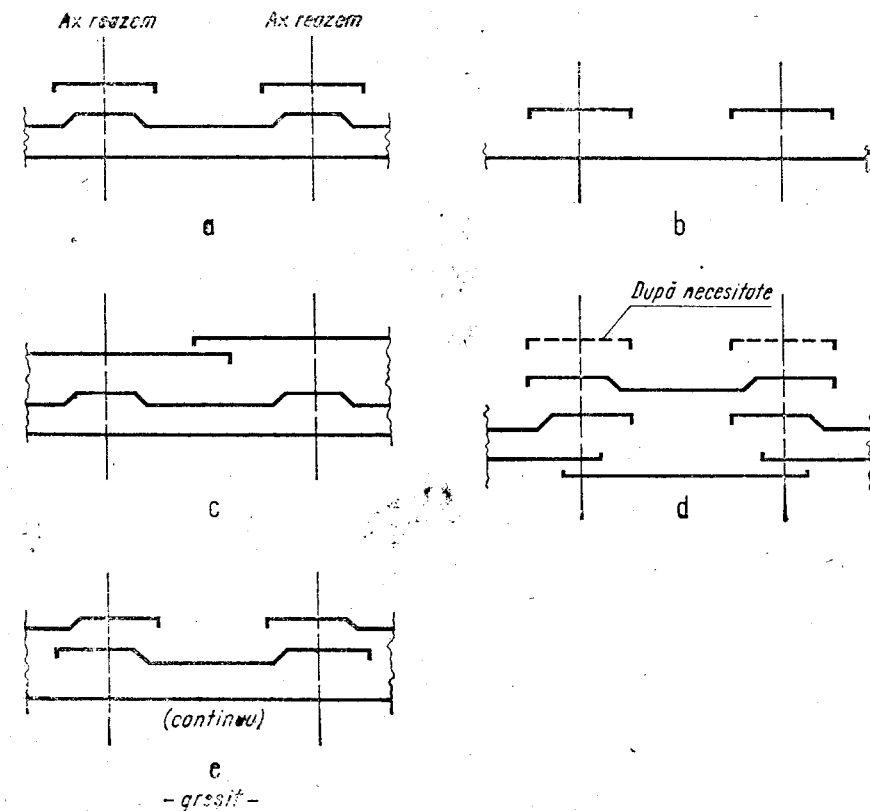 Ax reazem
Ax reazem
a
b
După necesitate
c
d
(continuu)
e
- greșit -